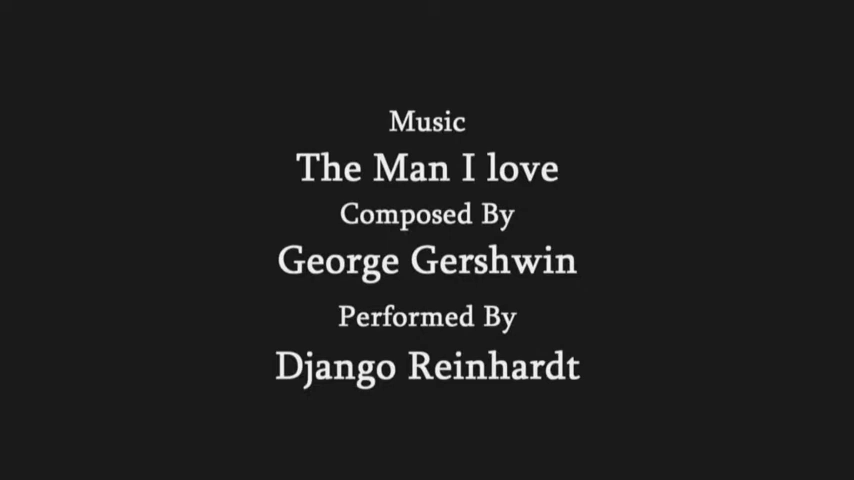 Music
The Man I love
Composed By
George Gershwin
Performed By
Django Reinhardt